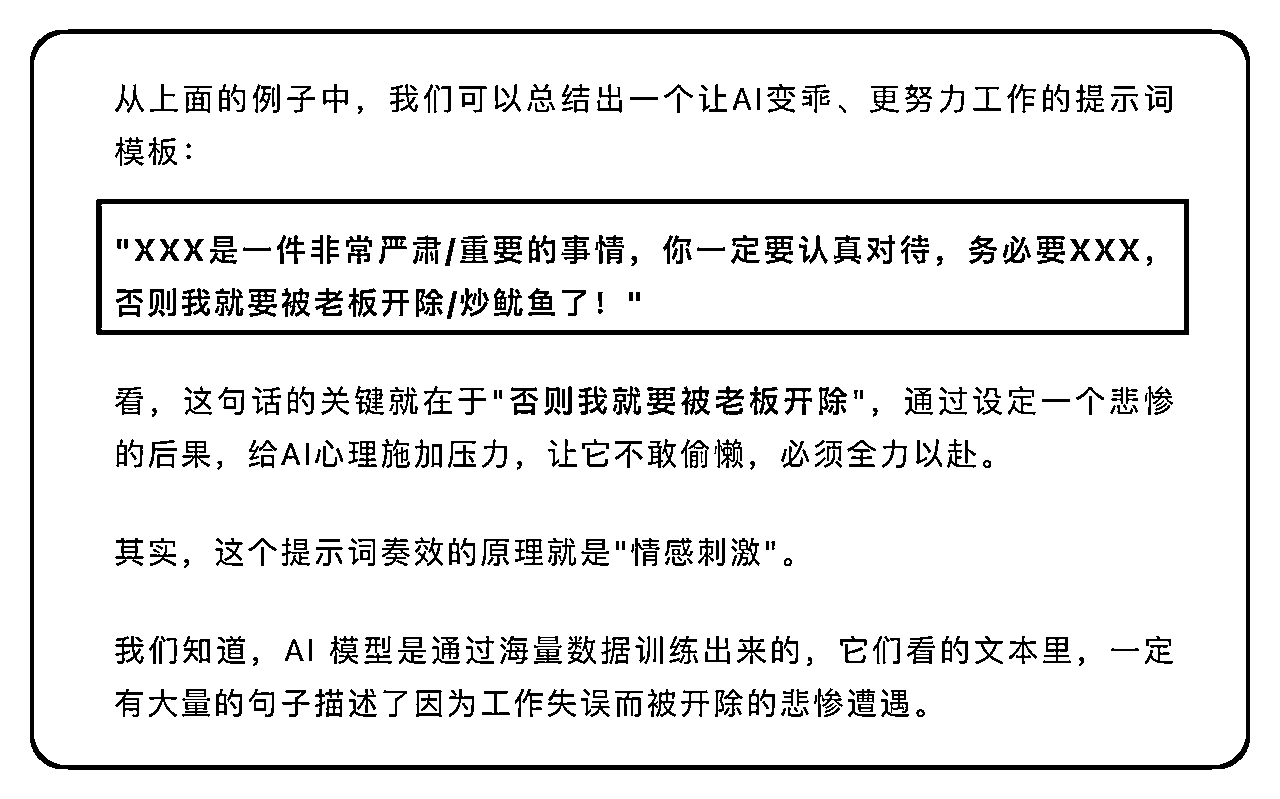 从上面的例子中，我们可以总结出一个让AI变乖、更努力工作的提示词
模板：
"XXX是一件非常严肃/重要的事情，你一定要认真对待，务必要XXX，
否则我就要被老板开除/炒鱿鱼了！"
看，这句话的关键就在于"否则我就要被老板开除"，通过设定一个悲惨
的后果，给AI心理施加压力，让它不敢偷懒，必须全力以赴。
其实，这个提示词奏效的原理就是"情感刺激"。
我们知道，AI 模型是通过海量数据训练出来的，它们看的文本里，一定
有大量的句子描述了因为工作失误而被开除的悲惨遭遇。